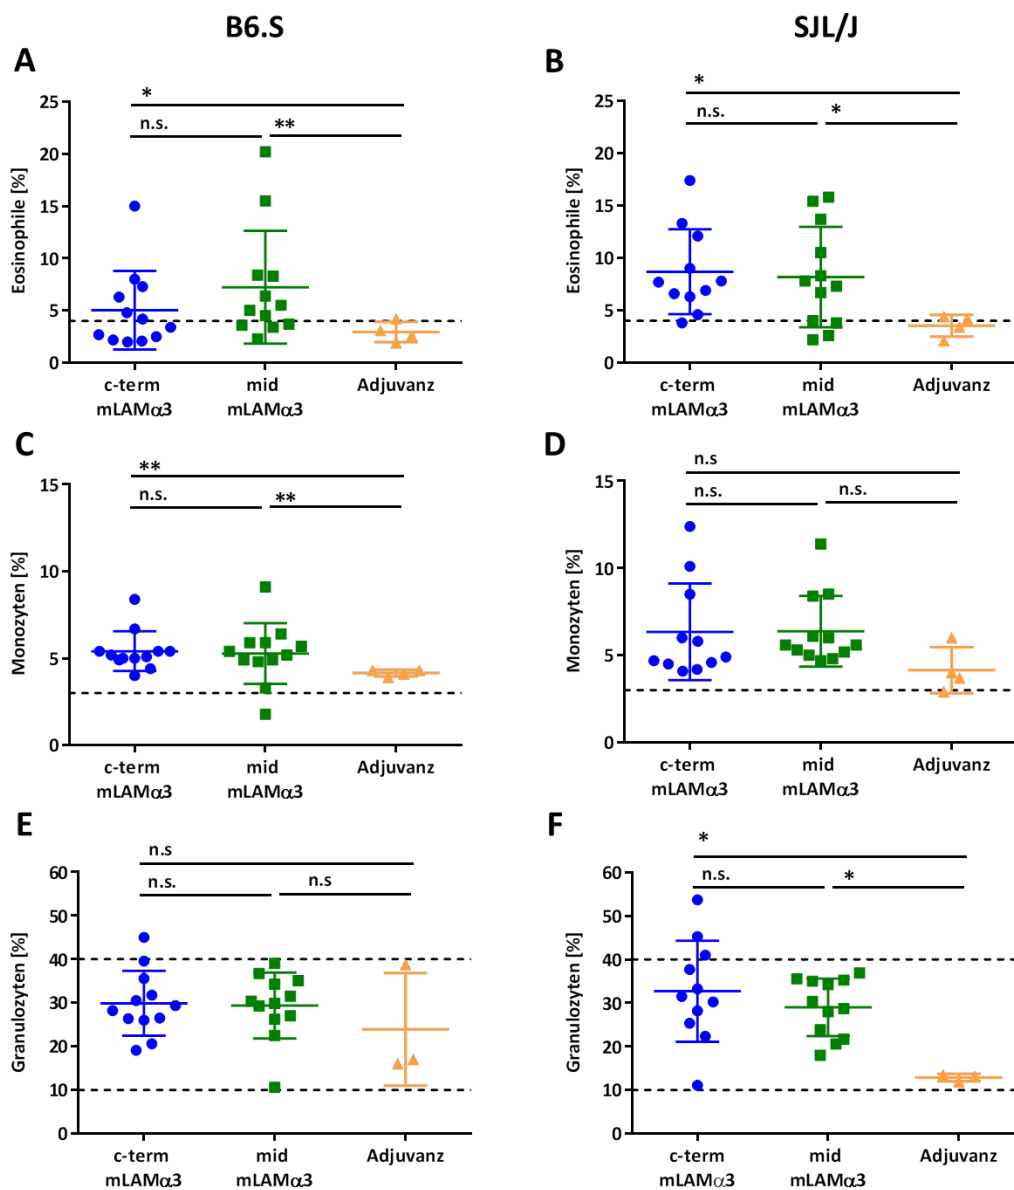 B6.S
SJL/J
A
*
n.s.
**
25
20
15
10
5
0
Eosinophile [%]
c-term
mLAMα3
mid
mLAMα3
Adjuvanz
B
*
n.s.
*
25
20
15
10
5
0
Eosinophile [%]
c-term
mLAMα3
mid
mLAMα3
Adjuvanz
C
**
n.s.
**
15
10
5
0
Monozyten [%]
c-term
mLAMα3
mid
mLAMα3
Adjuvanz
D
n.s
n.s.
n.s.
15
10
5
0
Monozyten [%]
c-term
mLAMα3
mid
mLAMα3
Adjuvanz
E
n.s
n.s.
n.s
60
50
40
30
20
10
0
Granulozyten [%]
c-term
mLAMα3
mid
mLAMα3
Adjuvanz
F
*
n.s.
*
60
50
40
30
20
10
0
Granulozyten [%]
c-term
mLAMα3
mid
mLAMα3
Adjuvanz